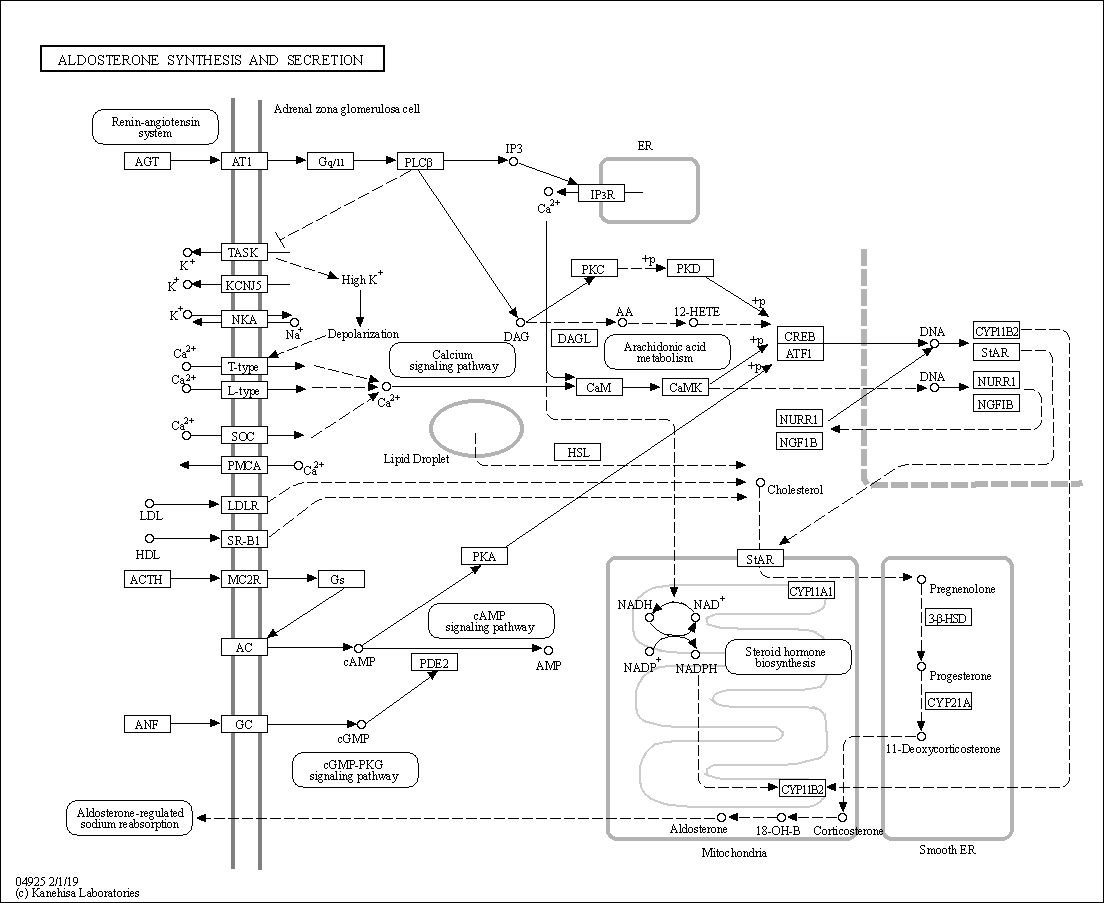 ALDOSTERONE SYNTHESIS AND SECRETION
Adrenal zona glomerulosa cell
Renin-angiotensin
system
AGT
AT1
Gq/11
PLCβ
IP3
ER
IP3R
Ca2+
TASK
K+
High K+
PKC
+p
PKD
KCNJ5
K+
+p
NKA
K+
Na+
Depolarization
DAG
DAGL
AA
12-HETE
Arachidonic acid
metabolism
CREB
ATF1
+p
+p
DNA
CYP11B2
StAR
Ca2+
T-type
Calcium
signaling pathway
Ca2+
L-type
Ca2+
CaM
CaMK
DNA
NURR1
NGFIB
NURR1
NGF1B
Ca2+
SOC
PMCA
Ca2+
Lipid Droplet
HSL
Cholesterol
LDL
LDLR
HDL
SR-B1
ACTH
MC2R
Gs
PKA
StAR
CYP11A1
Pregnenolone
3-β-HSD
Progesterone
CYP21A
11-Deoxycorticosterone
NADH
NAD+
NADP+
NADPH
Steroid hormone
biosynthesis
AC
cAMP
cAMP
signaling pathway
AMP
PDE2
ANF
GC
cGMP
cGMP-PKG
signaling pathway
CYP11B2
Aldosterone-regulated
sodium reabsorption
Aldosterone
18-OH-B
Corticosterone
Mitochondria
Smooth ER
04925 2/1/19
(c) Kanehisa Laboratories